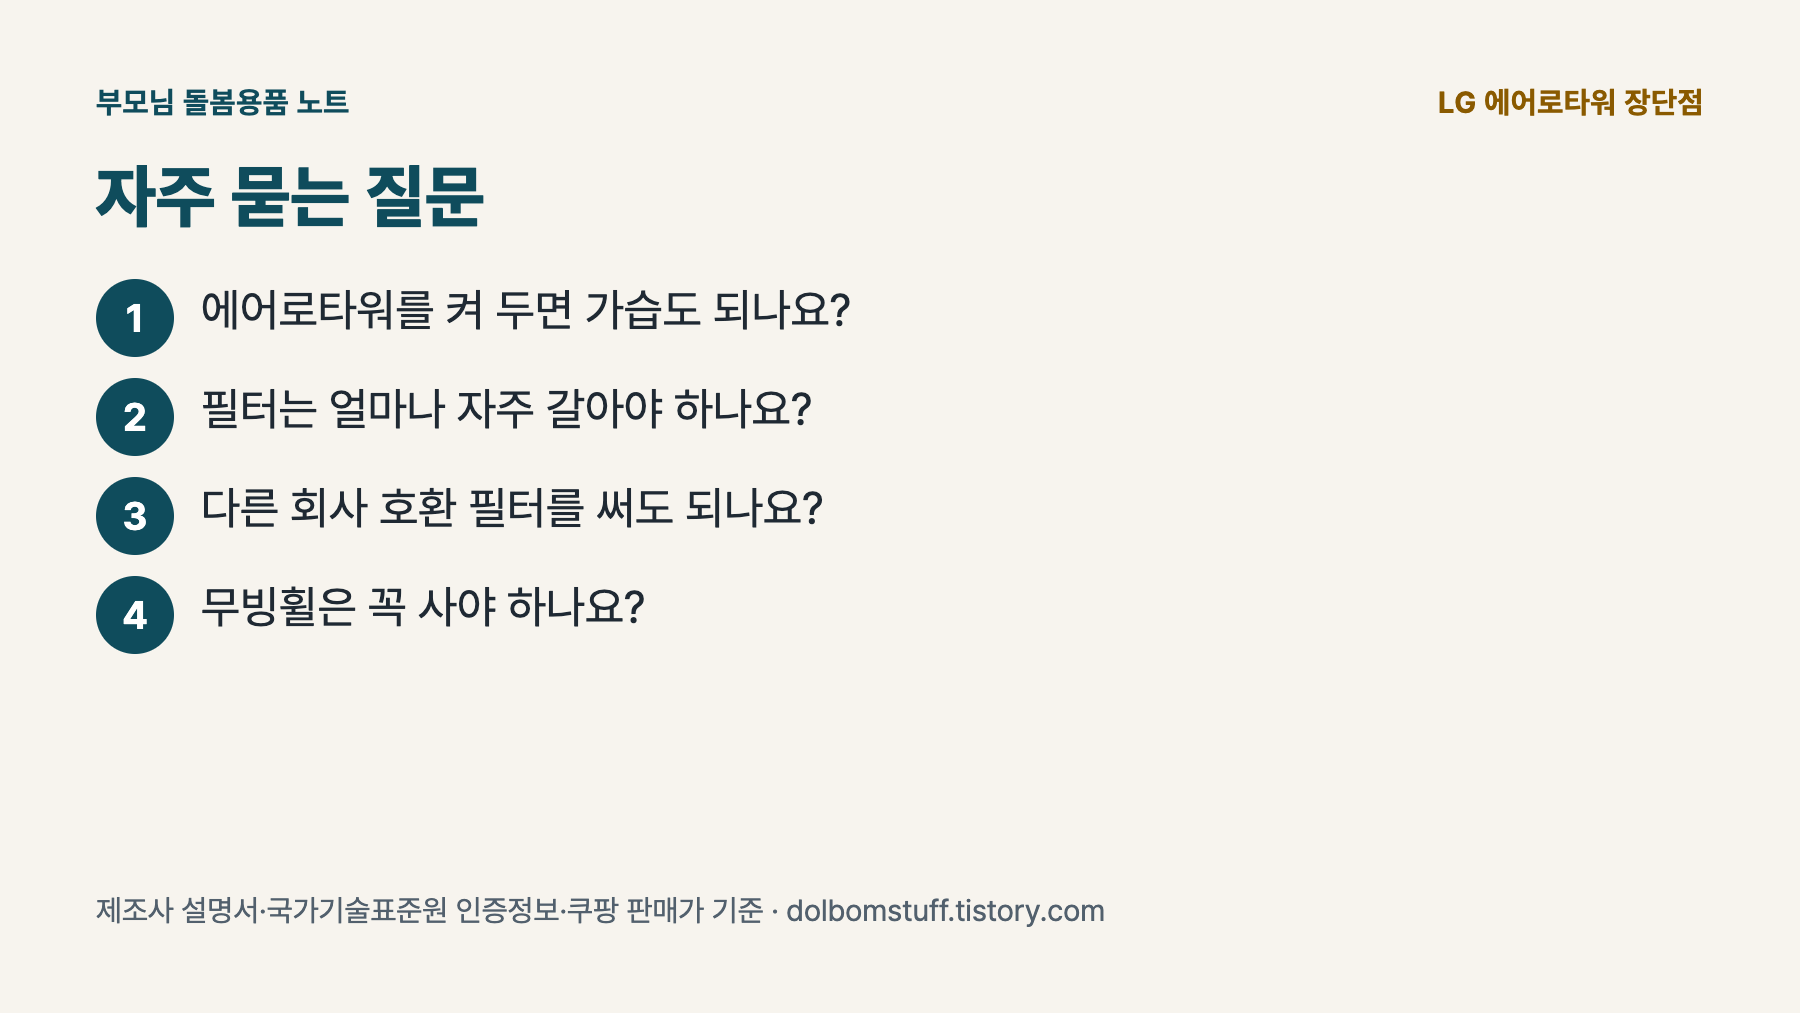 부모님 돌봄용품 노트
LG 에어로타워 장단점
자주 묻는 질문
1 에어로타워를 켜 두면 가습도 되나요?
2 필터는 얼마나 자주 갈아야 하나요?
3 다른 회사 호환 필터를 써도 되나요?
4 무빙휠은 꼭 사야 하나요?
제조사 설명서·국가기술표준원 인증정보·쿠팡 판매가 기준 · dolbomstuff.tistory.com